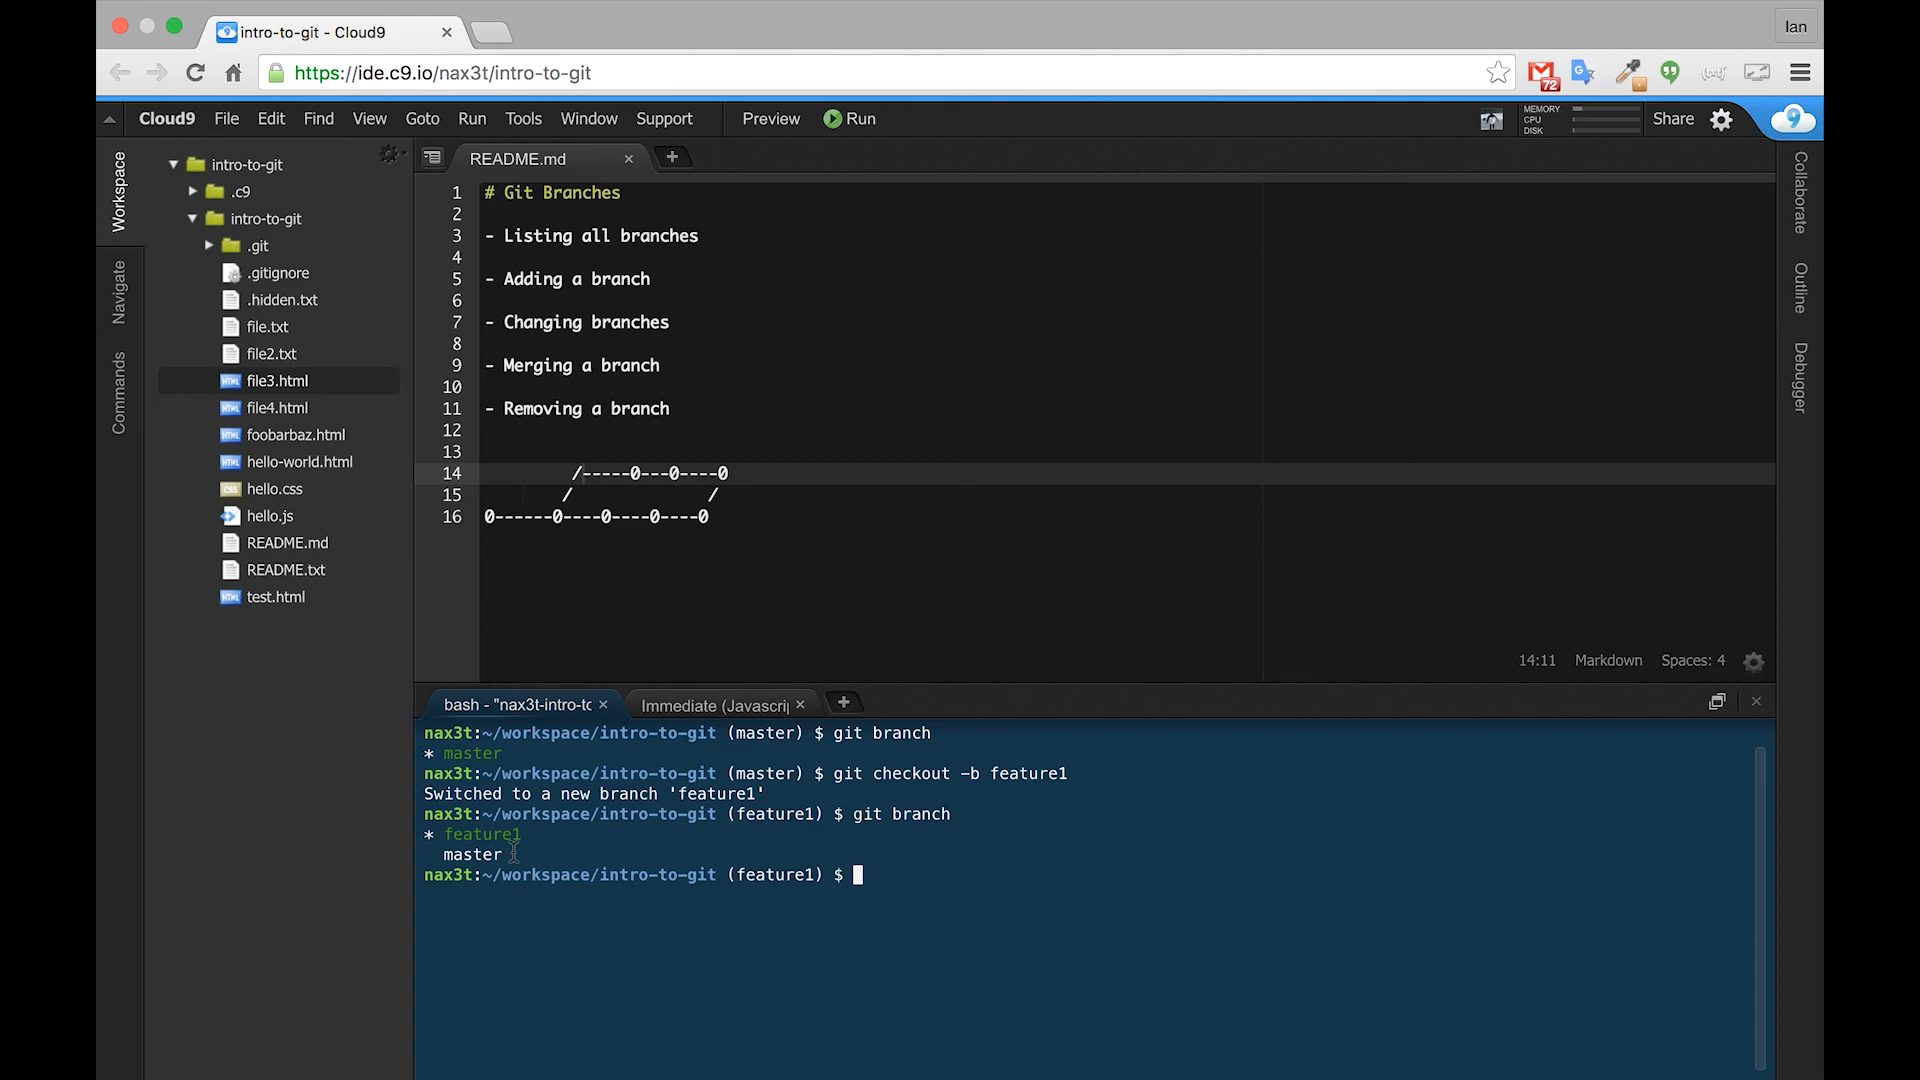 intro-to-git - Cloud9
Ian
https://ide.c9.io/nax3t/intro-to-git
72
Cloud9 File Edit Find View Goto Run Tools Window Support Preview Run
MEMORY
CPU
DISK
Share
Workspace
Navigate
Commands
intro-to-git
.c9
intro-to-git
.git
.gitignore
.hidden.txt
file.txt
file2.txt
file3.html
file4.html
foobarbaz.html
hello-world.html
hello.css
hello.js
README.md
README.txt
test.html
README.md
1 # Git Branches
2
3 - Listing all branches
4
5 - Adding a branch
6
7 - Changing branches
8
9 - Merging a branch
10
11 - Removing a branch
12
13
14          /-----0---0----0
15         /              /
16 0------0----0----0----0
14:11 Markdown Spaces: 4
Collaborate
Outline
Debugger
bash - "nax3t-intro-tc
Immediate (Javascri
nax3t:~/workspace/intro-to-git (master) $ git branch
* master
nax3t:~/workspace/intro-to-git (master) $ git checkout -b feature1
Switched to a new branch 'feature1'
nax3t:~/workspace/intro-to-git (feature1) $ git branch
* feature1
  master
nax3t:~/workspace/intro-to-git (feature1) $